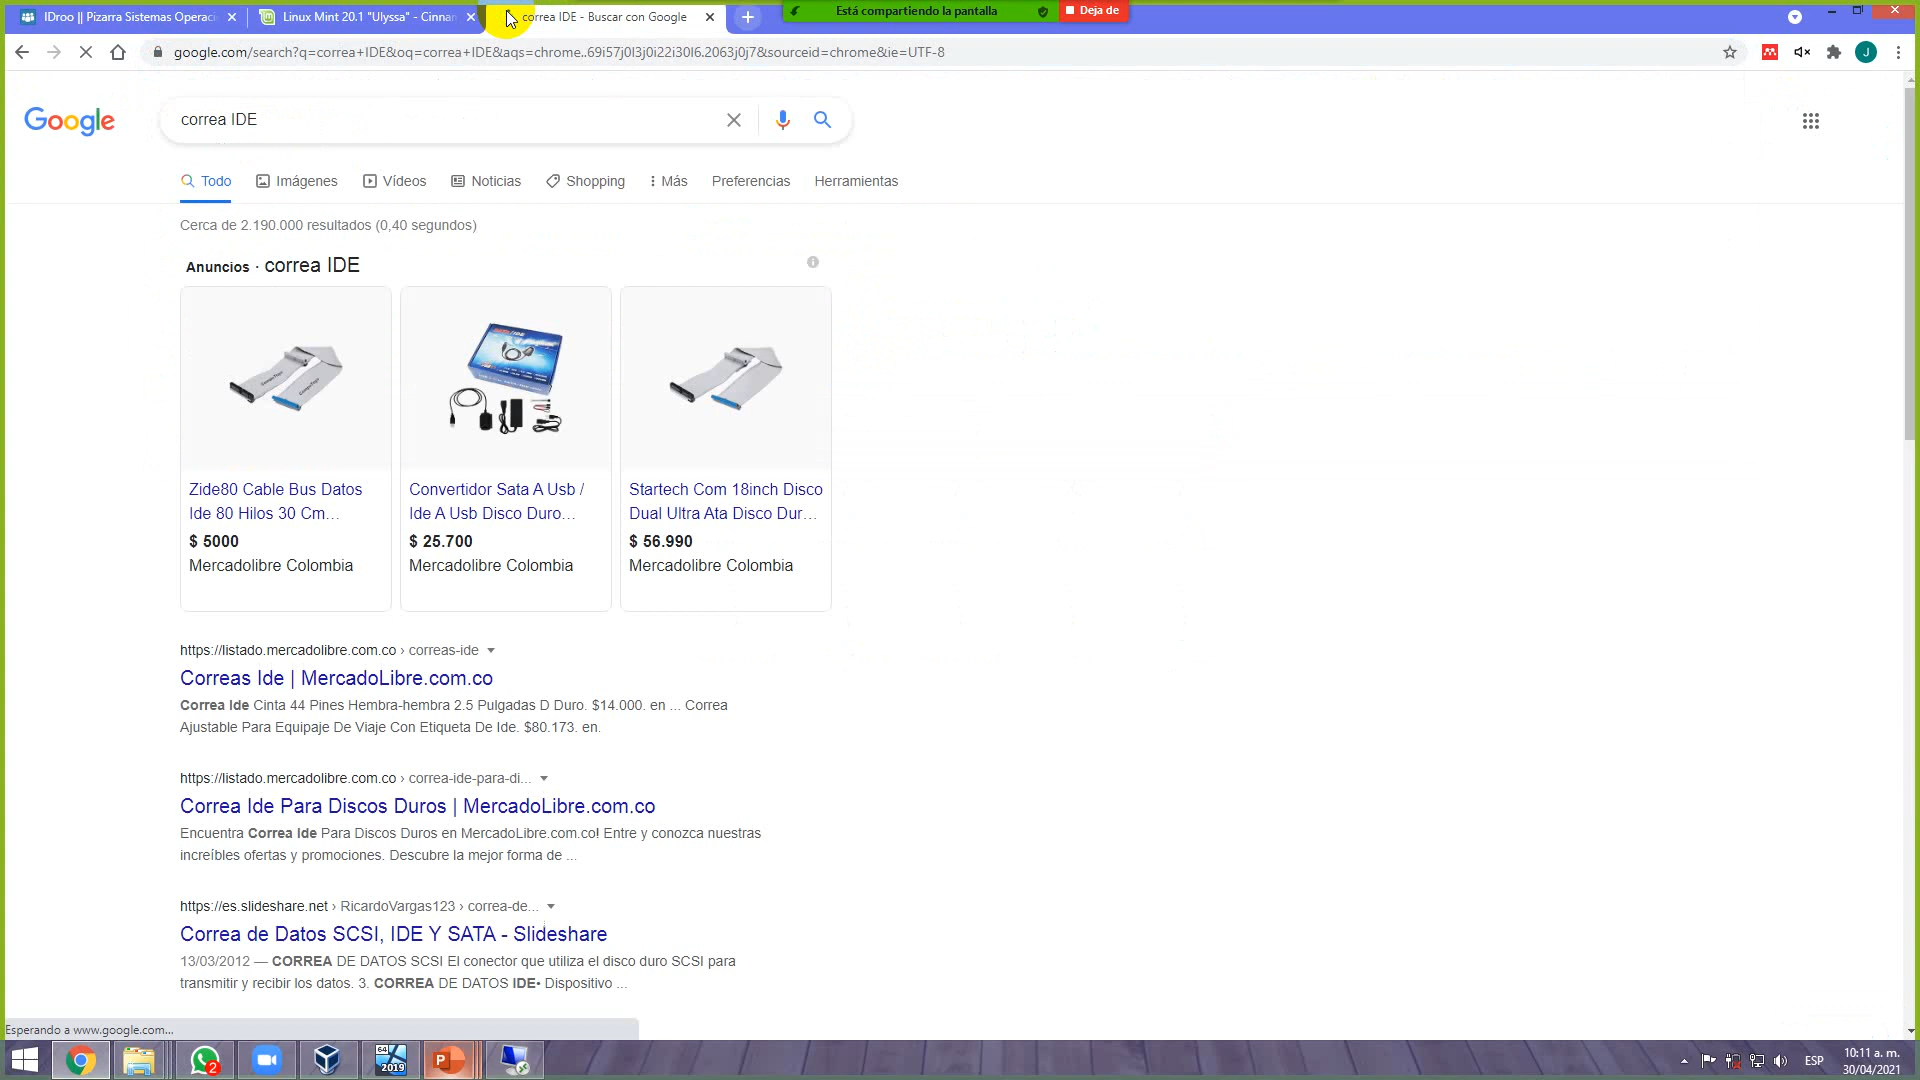 IDroo || Pizarra Sistemas Operaci
Linux Mint 20.1 "Ulyssa" - Cinnan
correa IDE - Buscar con Google
Está compartiendo la pantalla
Deja de
google.com/search?q=correa+IDE&oq=correa+IDE&aqs=chrome..69i57j0l3j0i22i30l6.2063j0j7&sourceid=chrome&ie=UTF-8
J
Google
correa IDE
Todo
Imágenes
Vídeos
Noticias
Shopping
Más
Preferencias
Herramientas
Cerca de 2.190.000 resultados (0,40 segundos)
Anuncios · correa IDE
Zide80 Cable Bus Datos
Ide 80 Hilos 30 Cm…
$ 5000
Mercadolibre Colombia
Convertidor Sata A Usb /
Ide A Usb Disco Duro…
$ 25.700
Mercadolibre Colombia
Startech Com 18inch Disco
Dual Ultra Ata Disco Dur…
$ 56.990
Mercadolibre Colombia
https://listado.mercadolibre.com.co › correas-ide
Correas Ide | MercadoLibre.com.co
Correa Ide Cinta 44 Pines Hembra-hembra 2.5 Pulgadas D Duro. $14.000. en ... Correa
Ajustable Para Equipaje De Viaje Con Etiqueta De Ide. $80.173. en.
https://listado.mercadolibre.com.co › correa-ide-para-di...
Correa Ide Para Discos Duros | MercadoLibre.com.co
Encuentra Correa Ide Para Discos Duros en MercadoLibre.com.co! Entre y conozca nuestras
increíbles ofertas y promociones. Descubre la mejor forma de ...
https://es.slideshare.net › RicardoVargas123 › correa-de...
Correa de Datos SCSI, IDE Y SATA - Slideshare
13/03/2012 — CORREA DE DATOS SCSI El conector que utiliza el disco duro SCSI para
transmitir y recibir los datos. 3. CORREA DE DATOS IDE• Dispositivo ...
Esperando a www.google.com...
2
64
2019
P
ESP
10:11 a. m.
30/04/2021